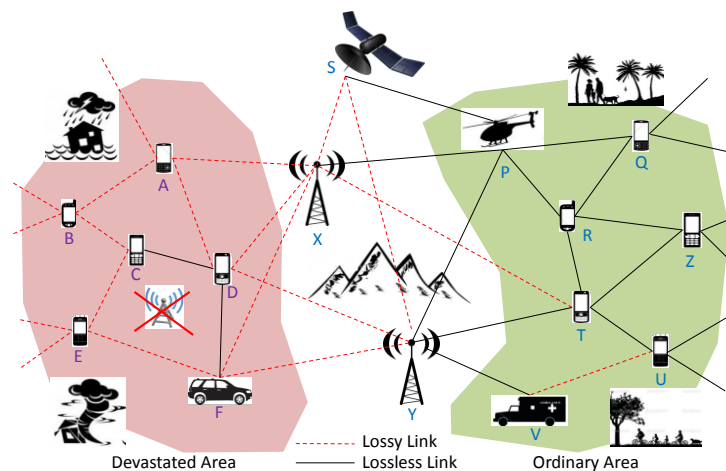 S
A
Q
P
B
X
R
C
Z
D
E
T
F
Y
U
V
Lossy Link
Devastated Area
Lossless Link
Ordinary Area